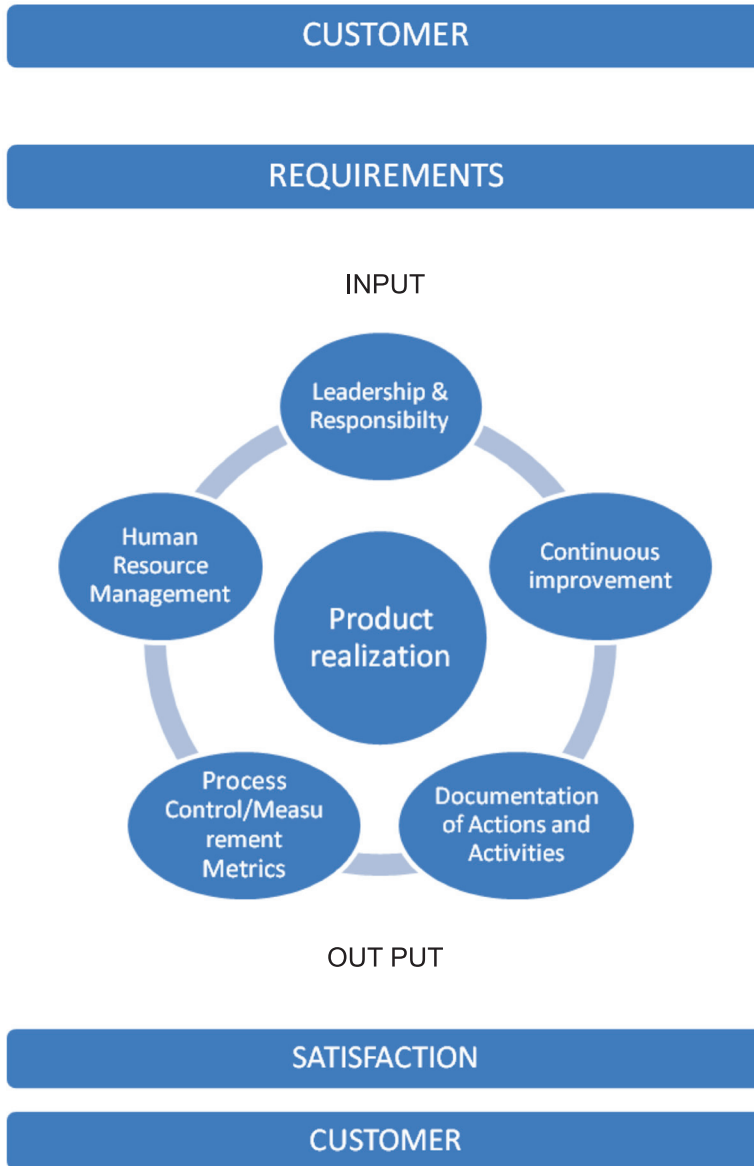 CUSTOMER
REQUIREMENTS
INPUT
Leadership &
Responsibilty
Human
Resource
Management
Continuous
improvement
Product
realization
Process
Control/Measu
rement
Metrics
Documentation
of Actions and
Activities
OUT PUT
SATISFACTION
CUSTOMER